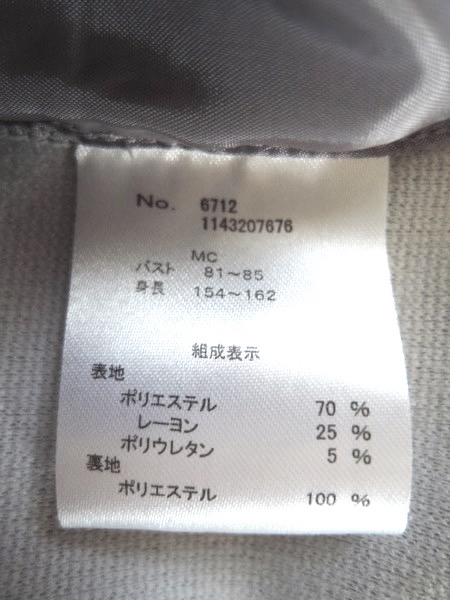 No. 6712
1143207676
MC
バスト 81～85
身長 154～162
組成表示
表地
ポリエステル 70 %
レーヨン 25 %
ポリウレタン 5 %
裏地
ポリエステル 100 %